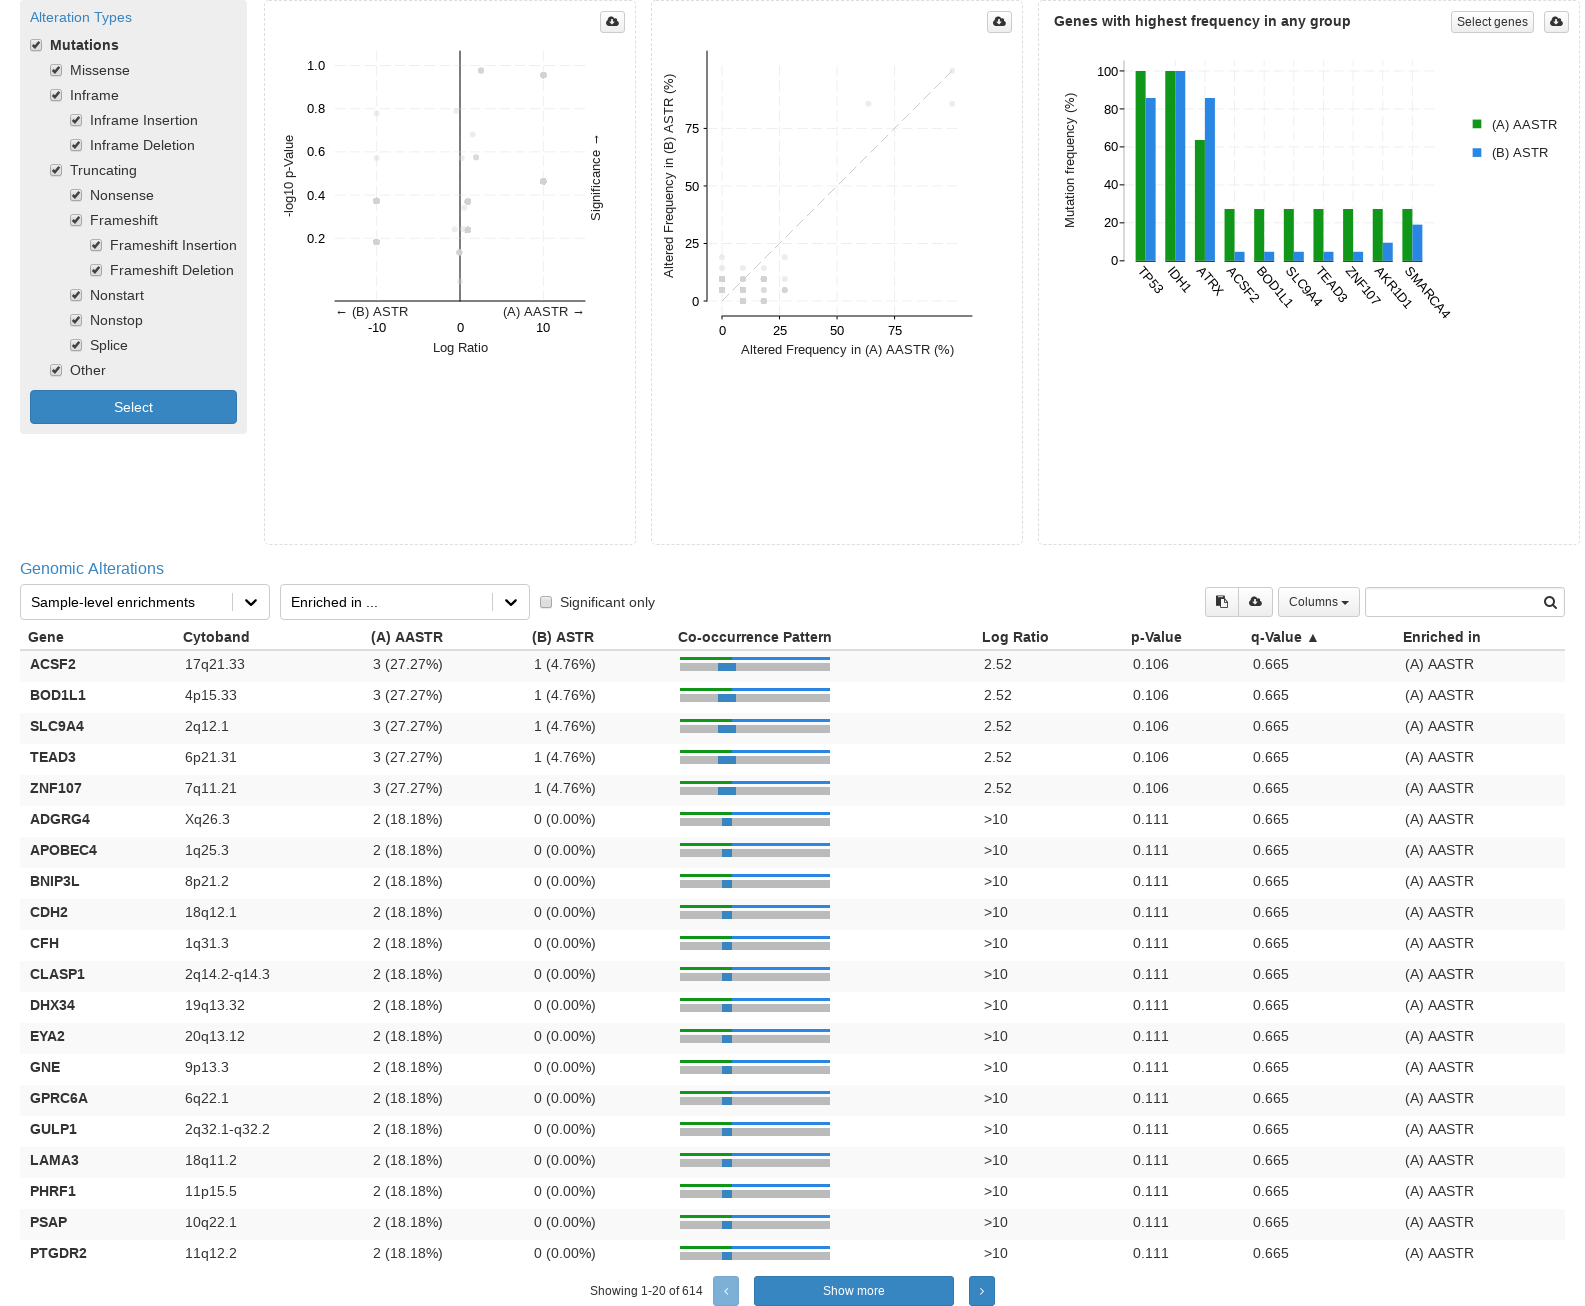 Alteration Types
Mutations
Missense
Inframe
Inframe Insertion
Inframe Deletion
Truncating
Nonsense
Frameshift
Frameshift Insertion
Frameshift Deletion
Nonstart
Nonstop
Splice
Other
Select
1.0
0.8
0.6
0.4
0.2
-log10 p-Value
Significance →
← (B) ASTR
(A) AASTR →
-10 0 10
Log Ratio
75
50
25
0
Altered Frequency in (B) ASTR (%)
0 25 50 75
Altered Frequency in (A) AASTR (%)
Genes with highest frequency in any group
Select genes
100
80
60
40
20
0
Mutation frequency (%)
TP53
IDH1
ATRX
ACSF2
BOD1L1
SLC9A4
TEAD3
ZNF107
AKR1D1
SMARCA4
(A) AASTR
(B) ASTR
Genomic Alterations
Sample-level enrichments Enriched in ... Significant only Columns
Gene Cytoband (A) AASTR (B) ASTR Co-occurrence Pattern Log Ratio p-Value q-Value ▲ Enriched in
ACSF2 17q21.33 3 (27.27%) 1 (4.76%) 2.52 0.106 0.665 (A) AASTR
BOD1L1 4p15.33 3 (27.27%) 1 (4.76%) 2.52 0.106 0.665 (A) AASTR
SLC9A4 2q12.1 3 (27.27%) 1 (4.76%) 2.52 0.106 0.665 (A) AASTR
TEAD3 6p21.31 3 (27.27%) 1 (4.76%) 2.52 0.106 0.665 (A) AASTR
ZNF107 7q11.21 3 (27.27%) 1 (4.76%) 2.52 0.106 0.665 (A) AASTR
ADGRG4 Xq26.3 2 (18.18%) 0 (0.00%) >10 0.111 0.665 (A) AASTR
APOBEC4 1q25.3 2 (18.18%) 0 (0.00%) >10 0.111 0.665 (A) AASTR
BNIP3L 8p21.2 2 (18.18%) 0 (0.00%) >10 0.111 0.665 (A) AASTR
CDH2 18q12.1 2 (18.18%) 0 (0.00%) >10 0.111 0.665 (A) AASTR
CFH 1q31.3 2 (18.18%) 0 (0.00%) >10 0.111 0.665 (A) AASTR
CLASP1 2q14.2-q14.3 2 (18.18%) 0 (0.00%) >10 0.111 0.665 (A) AASTR
DHX34 19q13.32 2 (18.18%) 0 (0.00%) >10 0.111 0.665 (A) AASTR
EYA2 20q13.12 2 (18.18%) 0 (0.00%) >10 0.111 0.665 (A) AASTR
GNE 9p13.3 2 (18.18%) 0 (0.00%) >10 0.111 0.665 (A) AASTR
GPRC6A 6q22.1 2 (18.18%) 0 (0.00%) >10 0.111 0.665 (A) AASTR
GULP1 2q32.1-q32.2 2 (18.18%) 0 (0.00%) >10 0.111 0.665 (A) AASTR
LAMA3 18q11.2 2 (18.18%) 0 (0.00%) >10 0.111 0.665 (A) AASTR
PHRF1 11p15.5 2 (18.18%) 0 (0.00%) >10 0.111 0.665 (A) AASTR
PSAP 10q22.1 2 (18.18%) 0 (0.00%) >10 0.111 0.665 (A) AASTR
PTGDR2 11q12.2 2 (18.18%) 0 (0.00%) >10 0.111 0.665 (A) AASTR
Showing 1-20 of 614 ‹ Show more ›